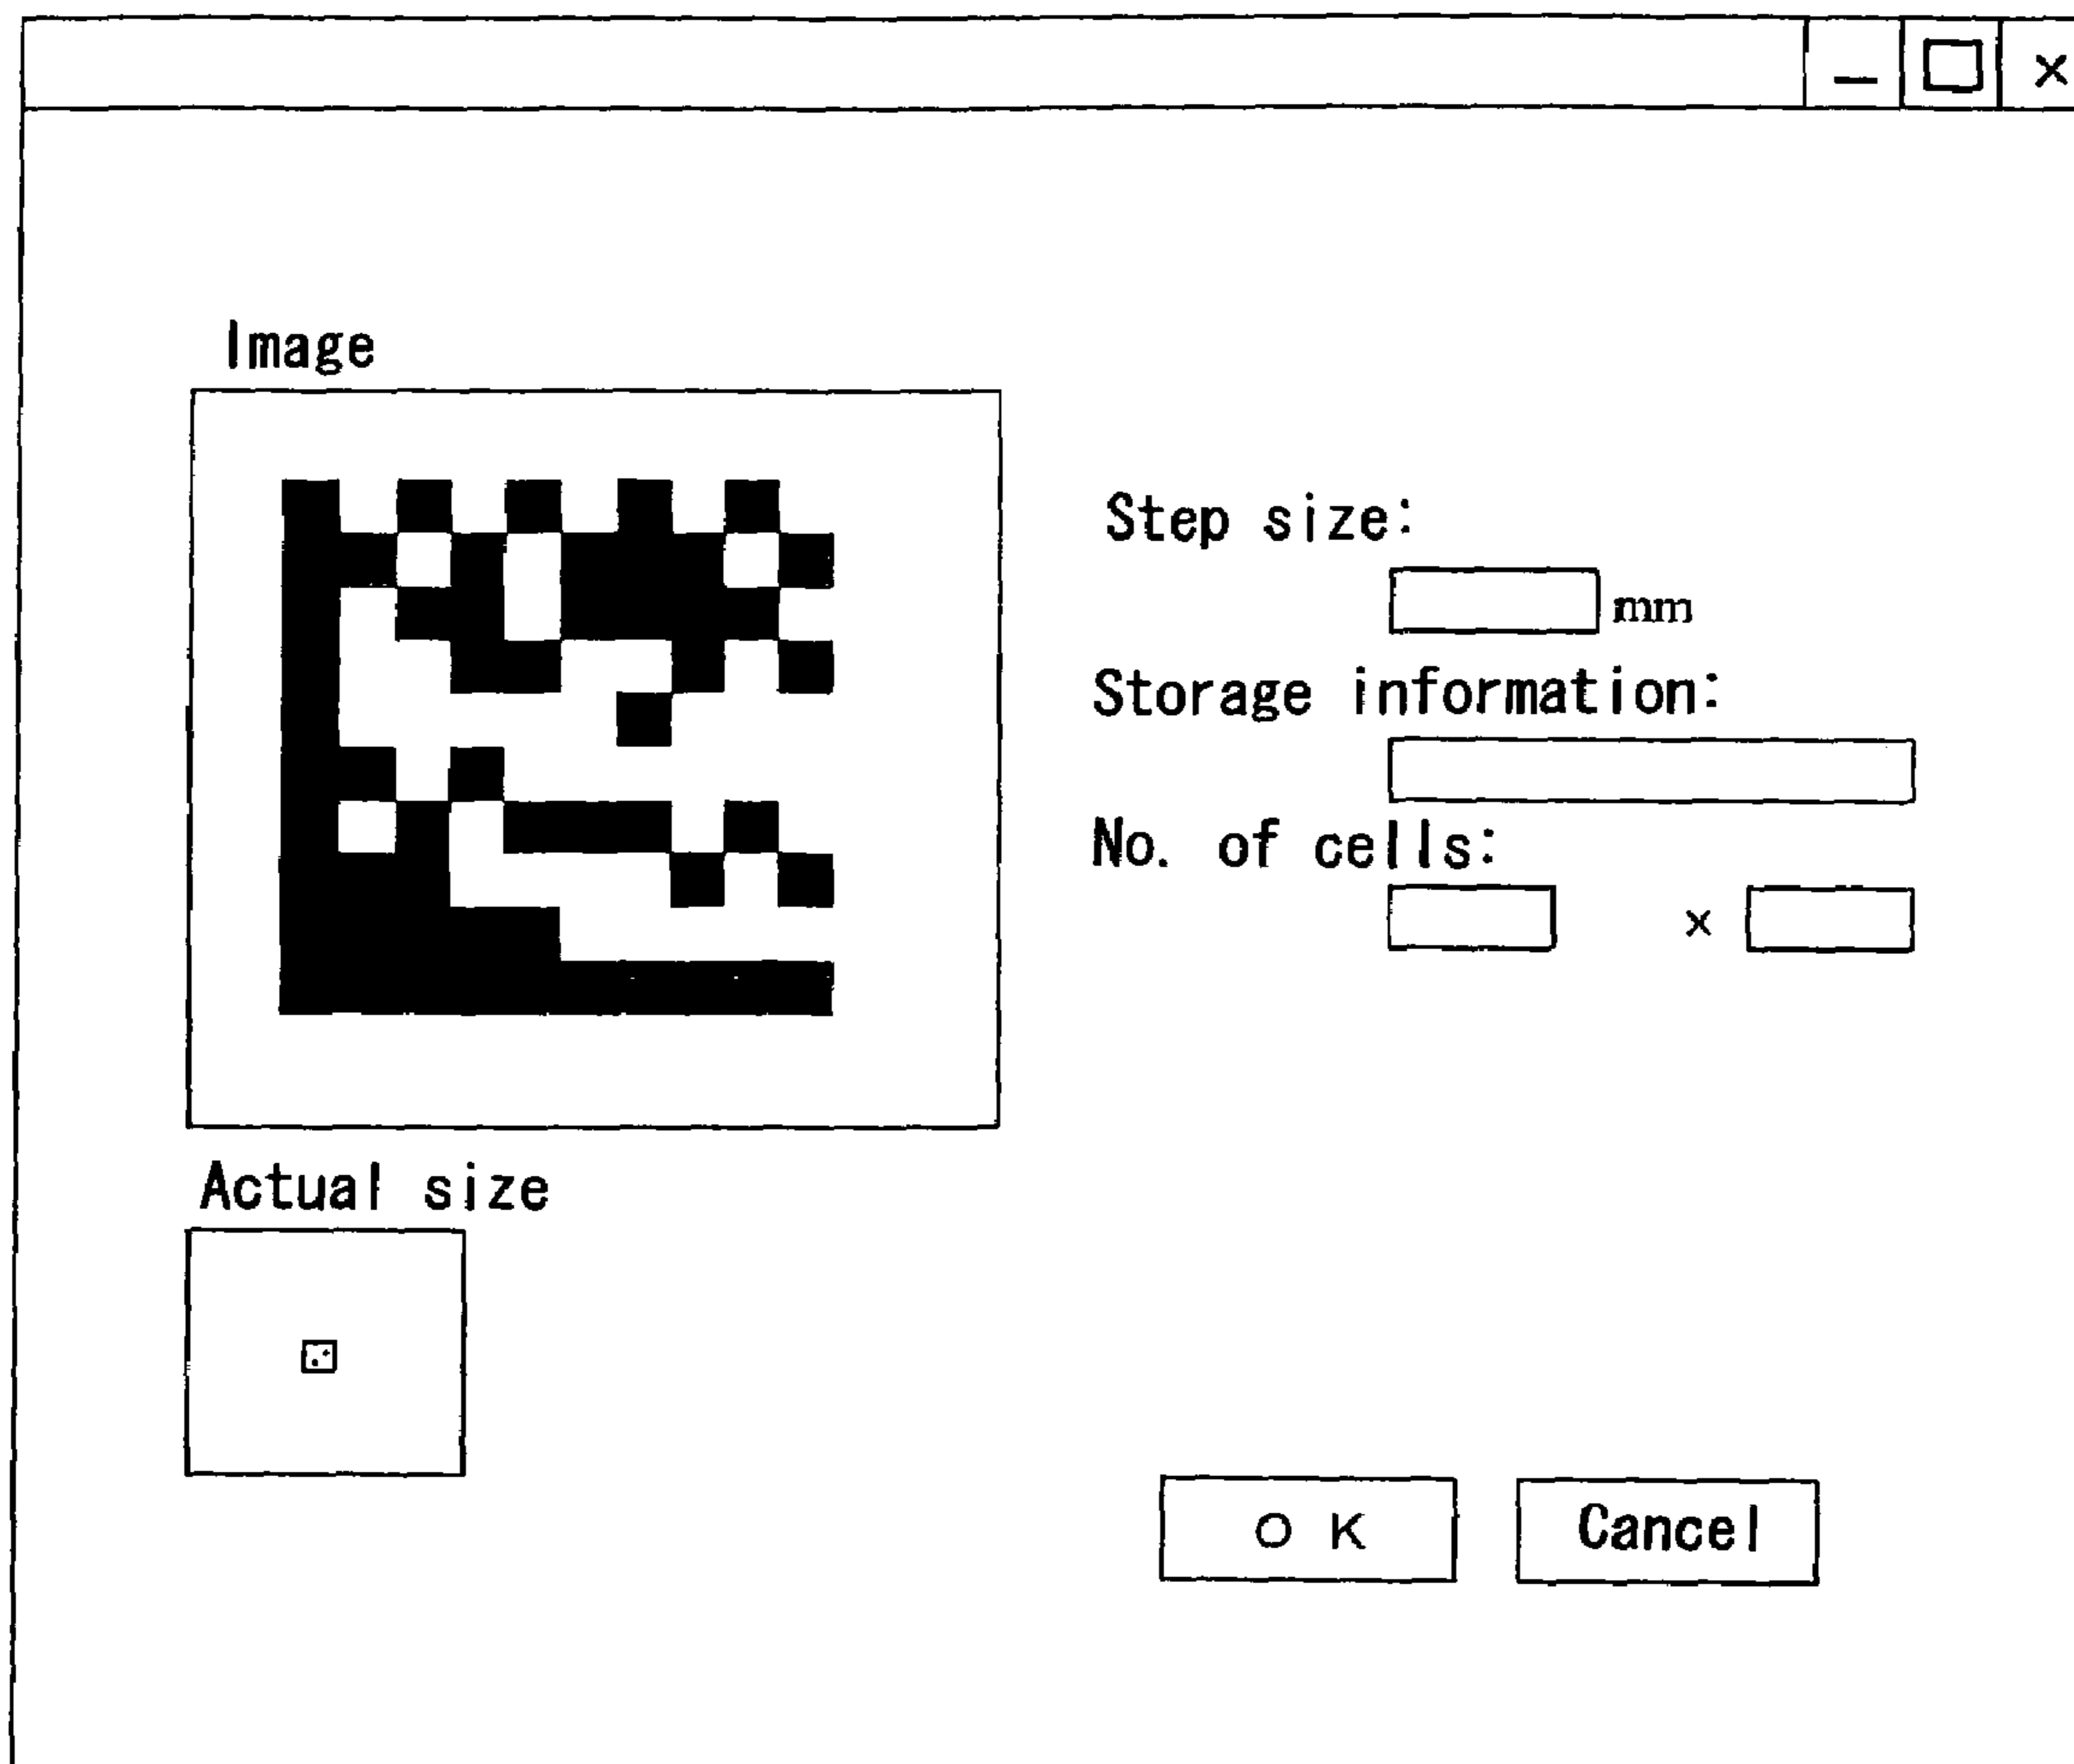 Image
Step size:
mm
Storage information:
No. of cells:
×
Actual size
O K
Cancel